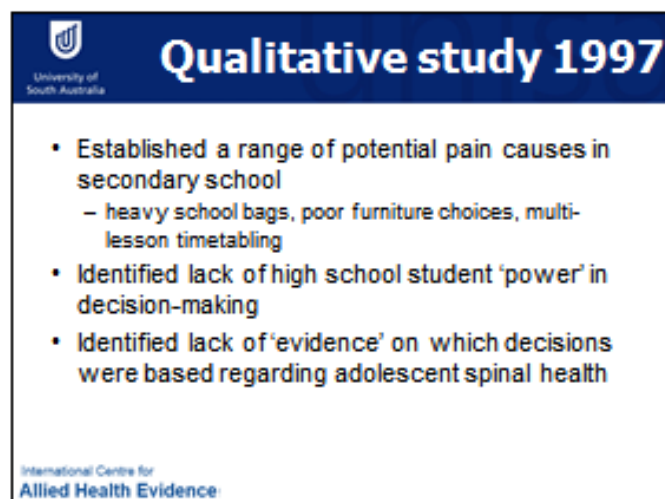 University of
South Australia
Qualitative study 1997
• Established a range of potential pain causes in
secondary school
– heavy school bags, poor furniture choices, multi-
lesson timetabling
• Identified lack of high school student ‘power’ in
decision-making
• Identified lack of ‘evidence’ on which decisions
were based regarding adolescent spinal health
International Centre for
Allied Health Evidence